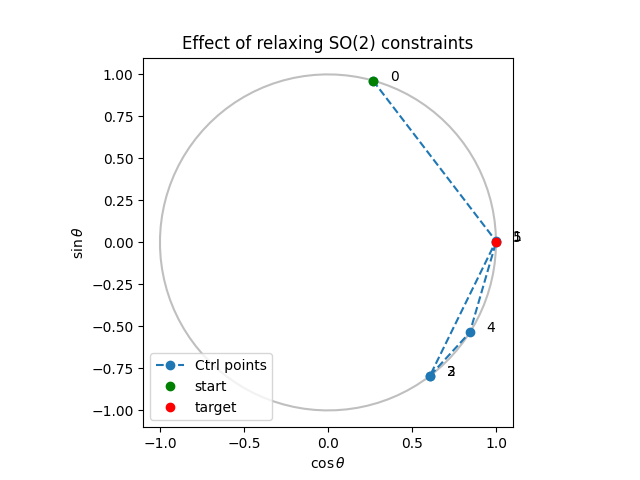 Effect of relaxing SO(2) constraints
1.00
0.75
0.50
0.25
0.00
−0.25
−0.50
−0.75
−1.00
sin θ
0
4
Ctrl points
start
target
−1.0
−0.5
0.0
0.5
1.0
cos θ